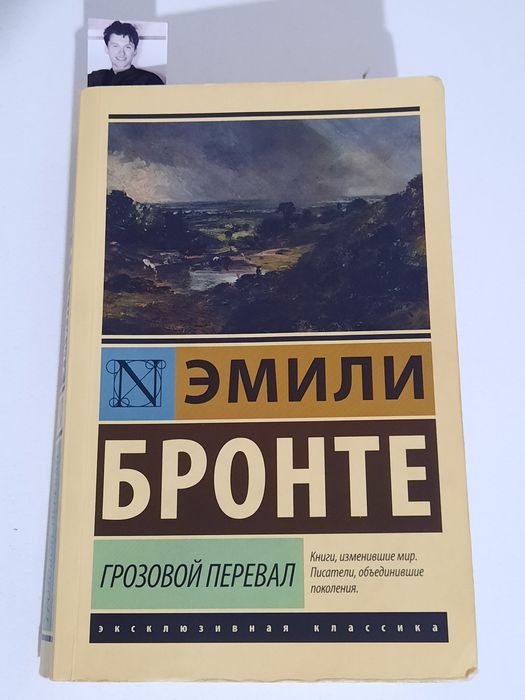 N ЭМИЛИ
БРОНТЕ
ГРОЗОВОЙ ПЕРЕВАЛ
Книги, изменившие мир.
Писатели, объединившие
поколения.
эксклюзивная классика